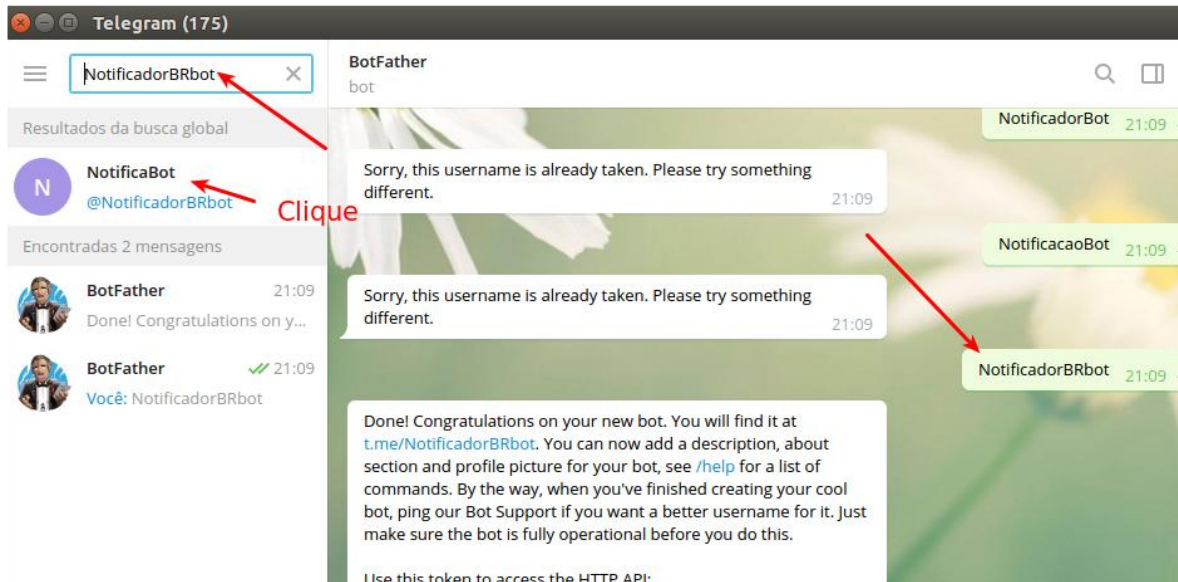 Telegram (175)
NotificadorBRbot
Resultados da busca global
N
NotificaBot
@NotificadorBRbot
Clique
Encontradas 2 mensagens
BotFather 21:09
Done! Congratulations on y...
BotFather 21:09
Você: NotificadorBRbot
BotFather
bot
NotificadorBot 21:09
Sorry, this username is already taken. Please try something
different.
21:09
NotificacaoBot 21:09
Sorry, this username is already taken. Please try something
different.
21:09
NotificadorBRbot 21:09
Done! Congratulations on your new bot. You will find it at
t.me/NotificadorBRbot. You can now add a description, about
section and profile picture for your bot, see /help for a list of
commands. By the way, when you've finished creating your cool
bot, ping our Bot Support if you want a better username for it. Just
make sure the bot is fully operational before you do this.
Use this token to access the HTTP API: